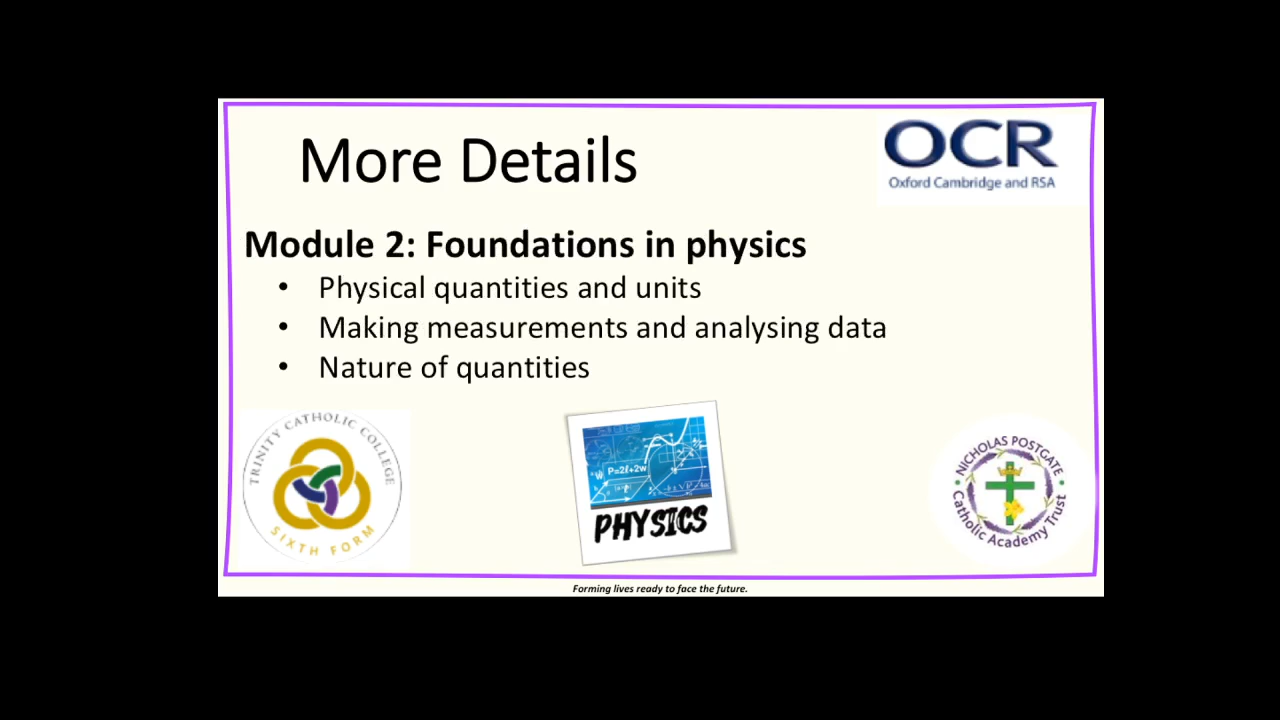 More Details
OCR
Oxford Cambridge and RSA
Module 2: Foundations in physics
• Physical quantities and units
• Making measurements and analysing data
• Nature of quantities
TRINITY CATHOLIC COLLEGE
SIXTH FORM
P=2ℓ+2w
PHYSICS
NICHOLAS POSTGATE
Catholic Academy Trust
Forming lives ready to face the future.